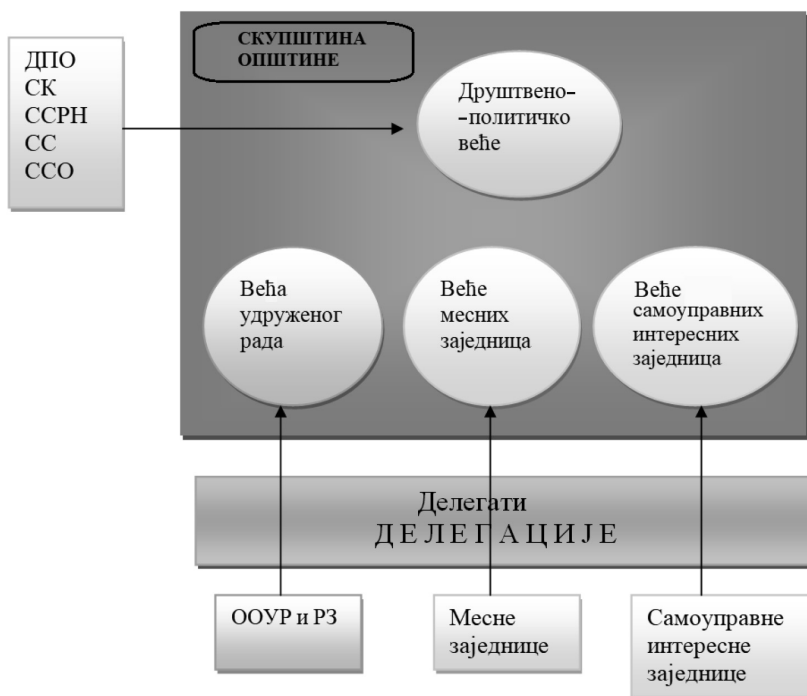 ДПО
СК
ССРН
СС
ССО
СКУПШТИНА
ОПШТИНЕ
Друштвено-
-политичко
веће
Већа
удруженог
рада
Веће
месних
заједница
Веће
самоуправних
интересних
заједница
Делегати
ДЕЛЕГАЦИЈЕ
ООУР и РЗ
Месне
заједнице
Самоуправне
интересне
заједнице